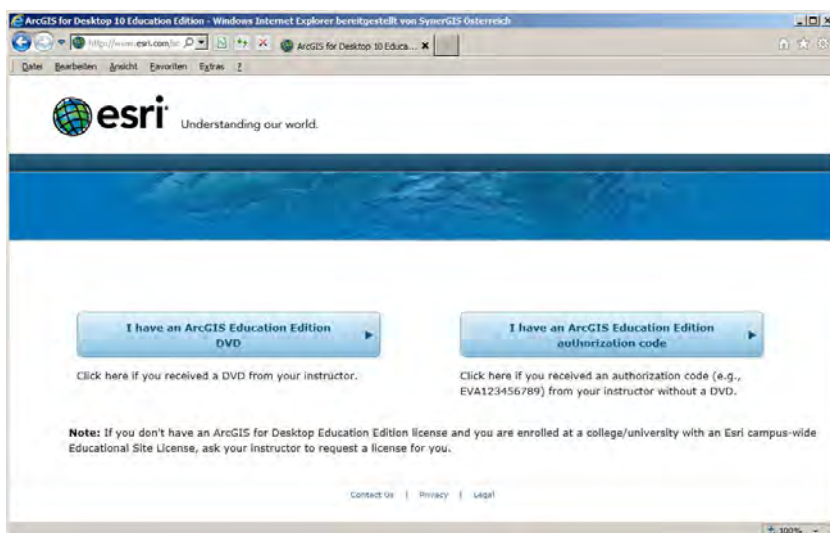 ArcGIS for Desktop 10 Education Edition - Windows Internet Explorer bereitgestellt von SynerGIS Österreich
http://www.esri.com/
ArcGIS for Desktop 10 Educa...
Datei Bearbeiten Ansicht Favoriten Extras ?
esri Understanding our world.
I have an ArcGIS Education Edition
DVD
I have an ArcGIS Education Edition
authorization code
Click here if you received a DVD from your instructor.
Click here if you received an authorization code (e.g.,
EVA123456789) from your instructor without a DVD.
Note: If you don't have an ArcGIS for Desktop Education Edition license and you are enrolled at a college/university with an Esri campus-wide
Educational Site License, ask your instructor to request a license for you.
Contact Us | Privacy | Legal
100%